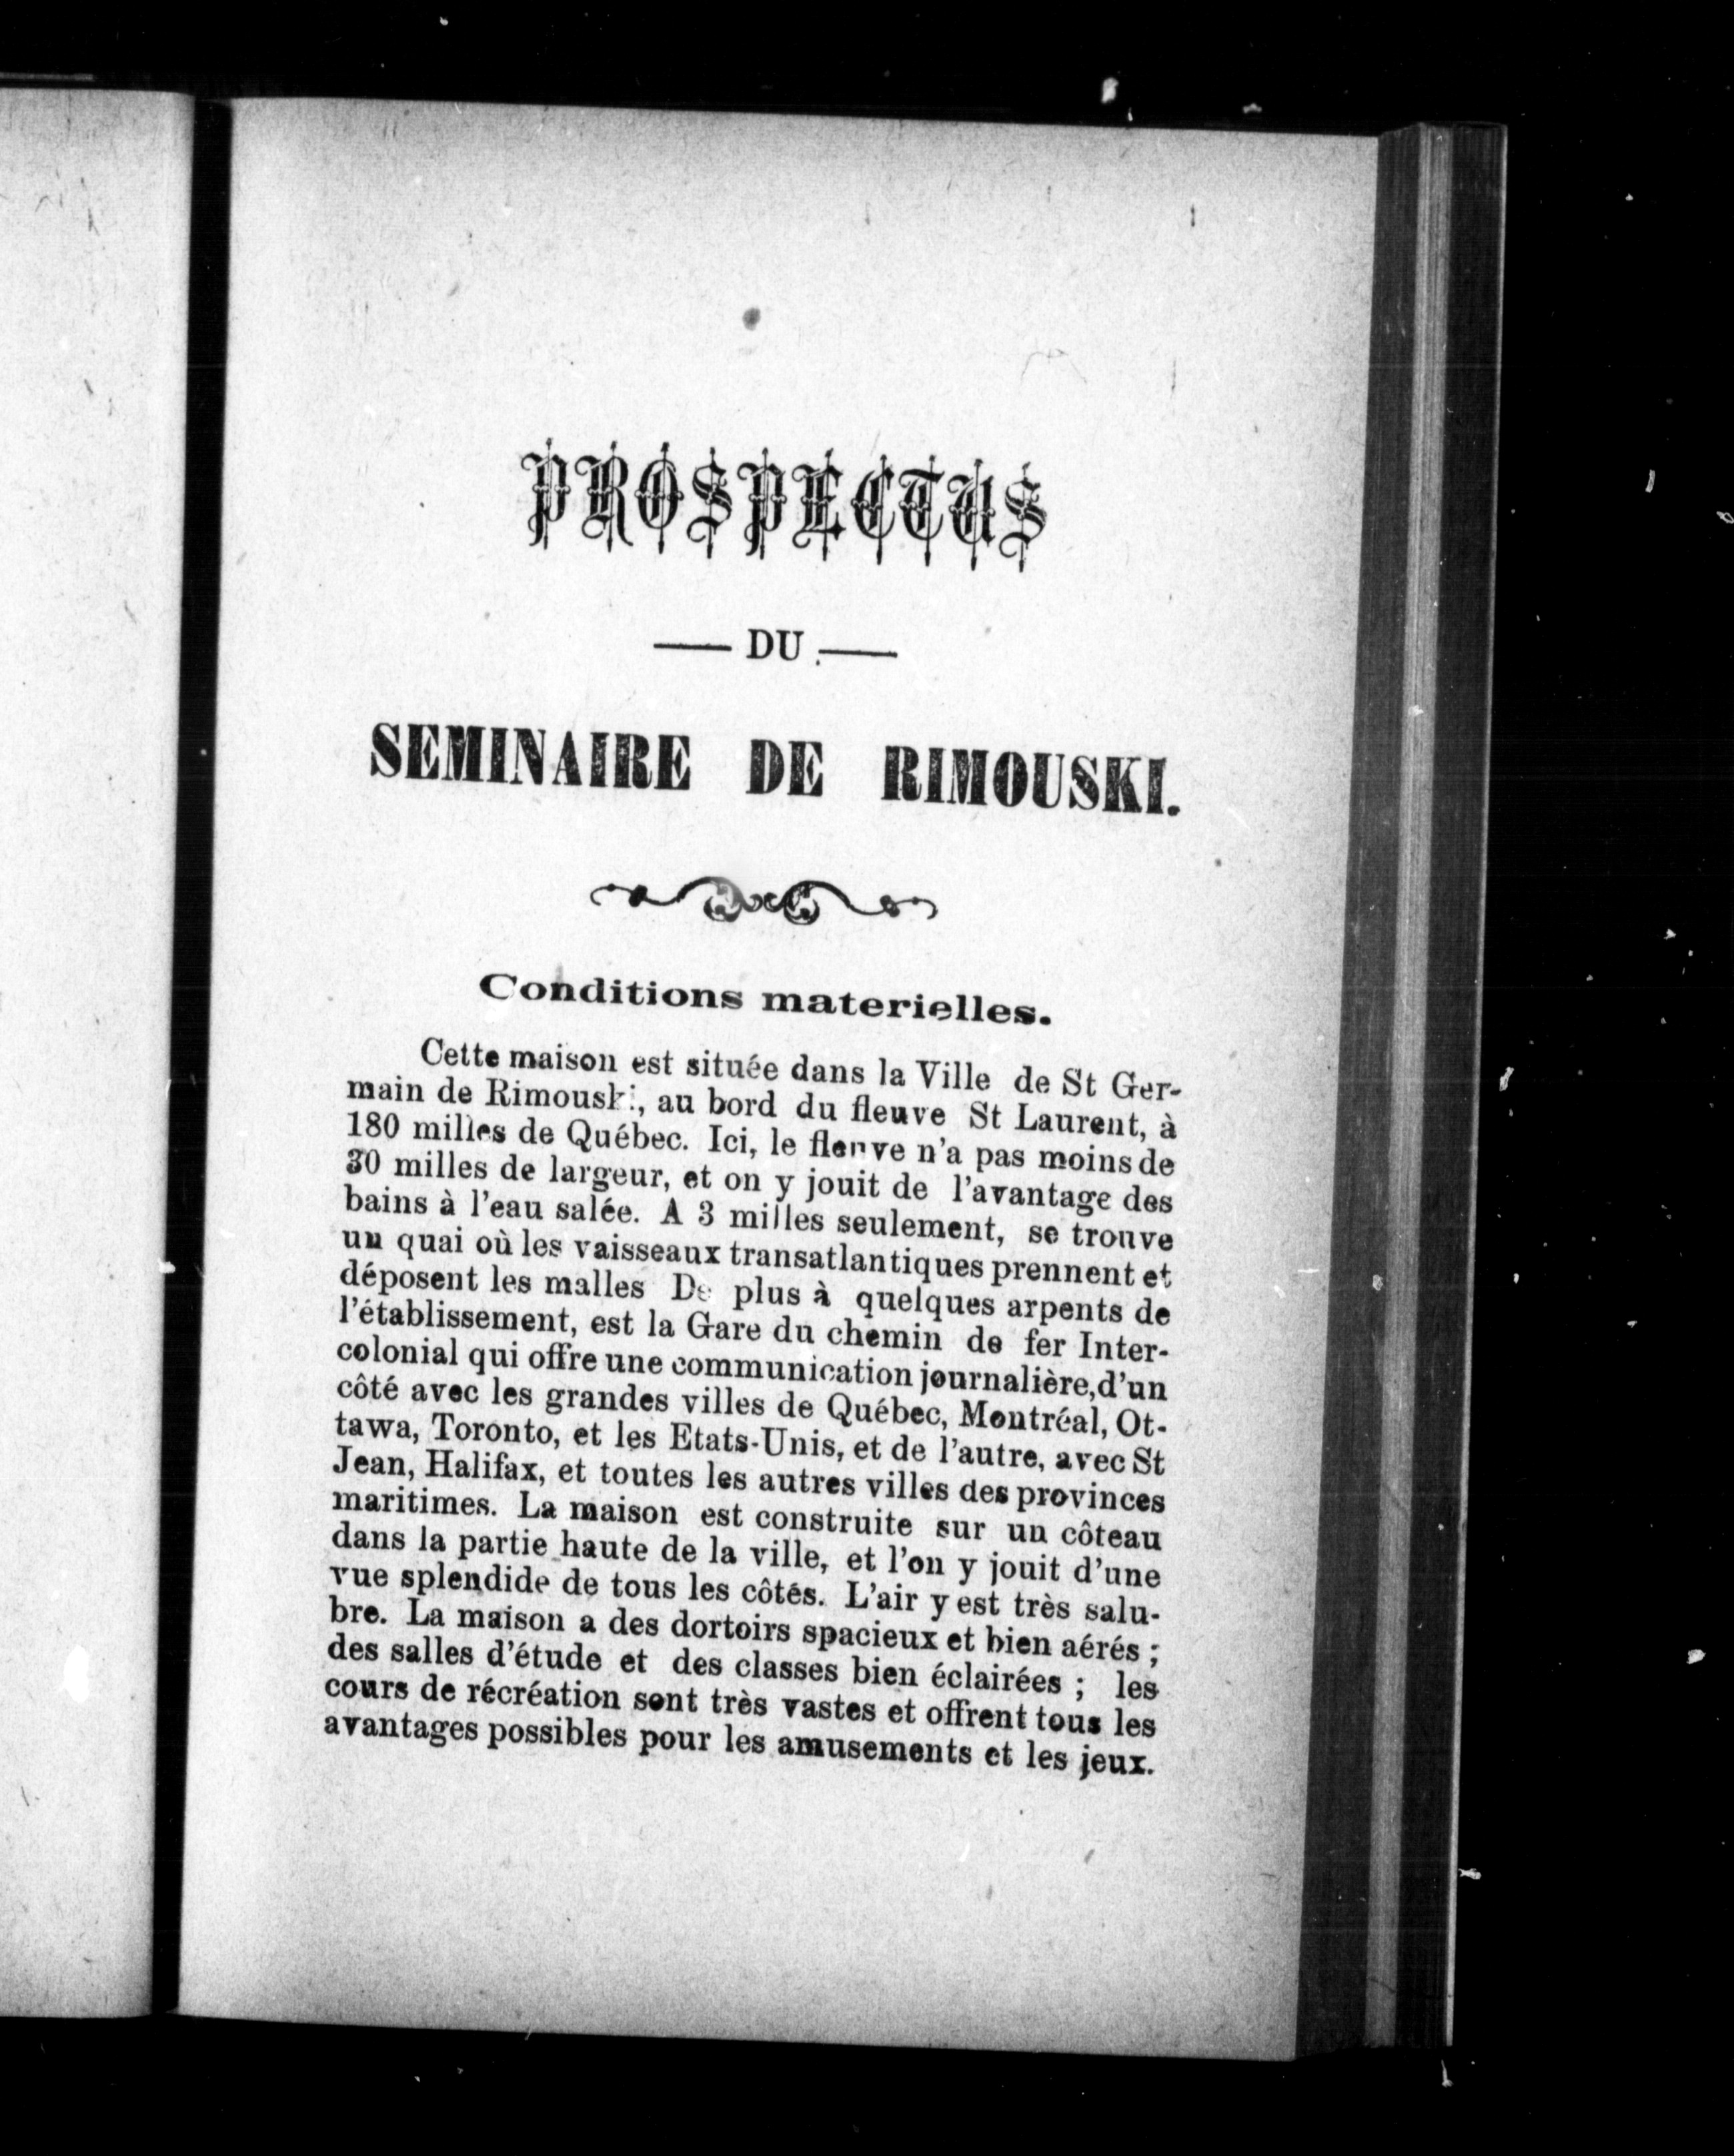 PROSPECTUS
— DU —
SEMINAIRE DE RIMOUSKI.
Conditions materielles.
Cette maison est située dans la Ville de St Ger-
main de Rimouski, au bord du fleuve St Laurent, à
180 milles de Québec. Ici, le fleuve n'a pas moins de
30 milles de largeur, et on y jouit de l'avantage des
bains à l'eau salée. A 3 milles seulement, se trouve
un quai où les vaisseaux transatlantiques prennent et
déposent les malles De plus à quelques arpents de
l'établissement, est la Gare du chemin de fer Inter-
colonial qui offre une communication journalière, d'un
côté avec les grandes villes de Québec, Montréal, Ot-
tawa, Toronto, et les Etats-Unis, et de l'autre, avec St
Jean, Halifax, et toutes les autres villes des provinces
maritimes. La maison est construite sur un côteau
dans la partie haute de la ville, et l'on y jouit d'une
vue splendide de tous les côtés. L'air y est très salu-
bre. La maison a des dortoirs spacieux et bien aérés ;
des salles d'étude et des classes bien éclairées ; les
cours de récréation sont très vastes et offrent tous les
avantages possibles pour les amusements et les jeux.